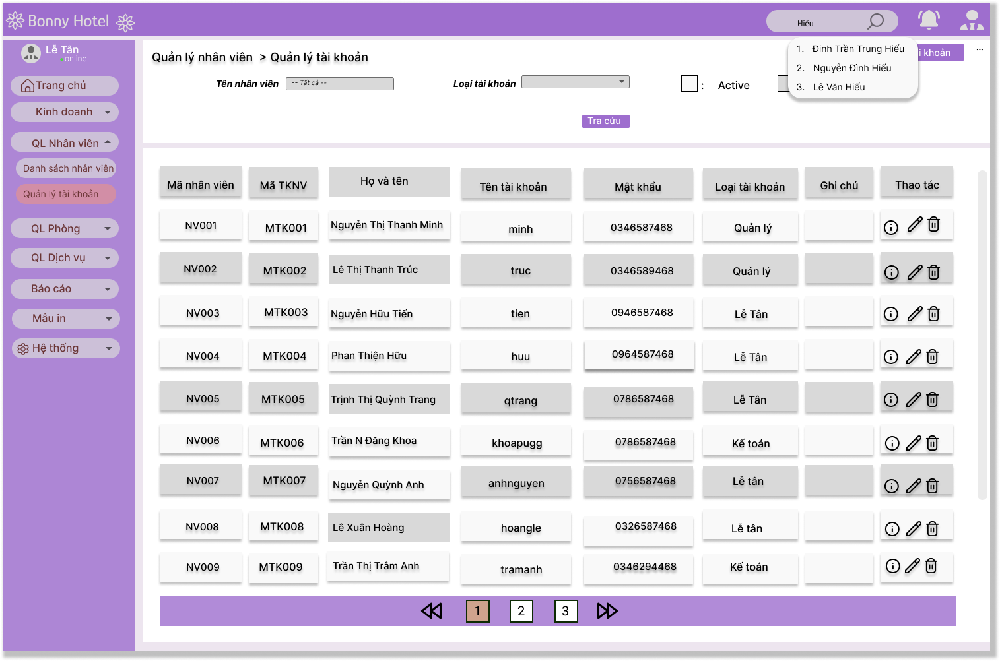 Bonny Hotel
Hiếu
Lễ Tân
online
1. Đinh Trần Trung Hiếu
2. Nguyễn Đình Hiếu
3. Lê Văn Hiếu
i khoản
...
Quản lý nhân viên > Quản lý tài khoản
Tên nhân viên -- Tất cả -- Loại tài khoản : Active
Tra cứu
Trang chủ
Kinh doanh
QL Nhân viên
Danh sách nhân viên
Quản lý tài khoản
QL Phòng
QL Dịch vụ
Báo cáo
Mẫu in
Hệ thống
Mã nhân viên Mã TKNV Họ và tên Tên tài khoản Mật khẩu Loại tài khoản Ghi chú Thao tác
NV001 MTK001 Nguyễn Thị Thanh Minh minh 0346587468 Quản lý
NV002 MTK002 Lê Thị Thanh Trúc truc 0346589468 Quản lý
NV003 MTK003 Nguyễn Hữu Tiến tien 0946587468 Lễ Tân
NV004 MTK004 Phan Thiện Hữu huu 0964587468 Lễ Tân
NV005 MTK005 Trịnh Thị Quỳnh Trang qtrang 0786587468 Lễ Tân
NV006 MTK006 Trần N Đăng Khoa khoapugg 0786587468 Kế toán
NV007 MTK007 Nguyễn Quỳnh Anh anhnguyen 0756587468 Lễ tân
NV008 MTK008 Lê Xuân Hoàng hoangle 0326587468 Lễ tân
NV009 MTK009 Trần Thị Trâm Anh tramanh 0346294468 Kế toán
1 2 3